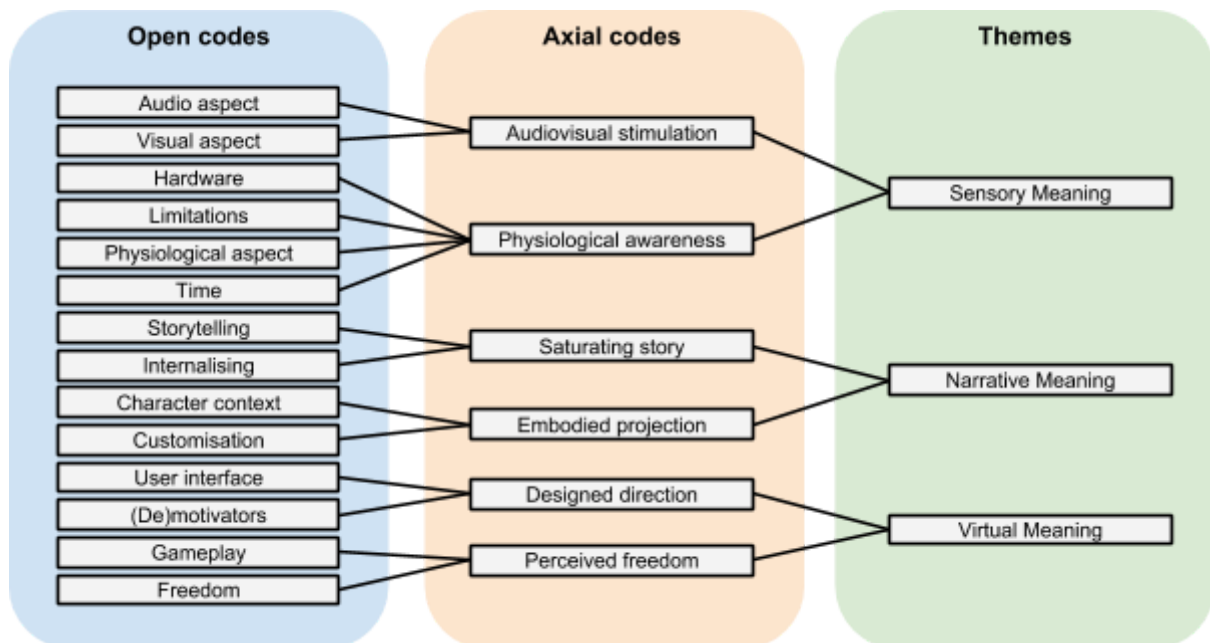 Open codes
Audio aspect
Visual aspect
Hardware
Limitations
Physiological aspect
Time
Storytelling
Internalising
Character context
Customisation
User interface
(De)motivators
Gameplay
Freedom
Axial codes
Audiovisual stimulation
Physiological awareness
Saturating story
Embodied projection
Designed direction
Perceived freedom
Themes
Sensory Meaning
Narrative Meaning
Virtual Meaning